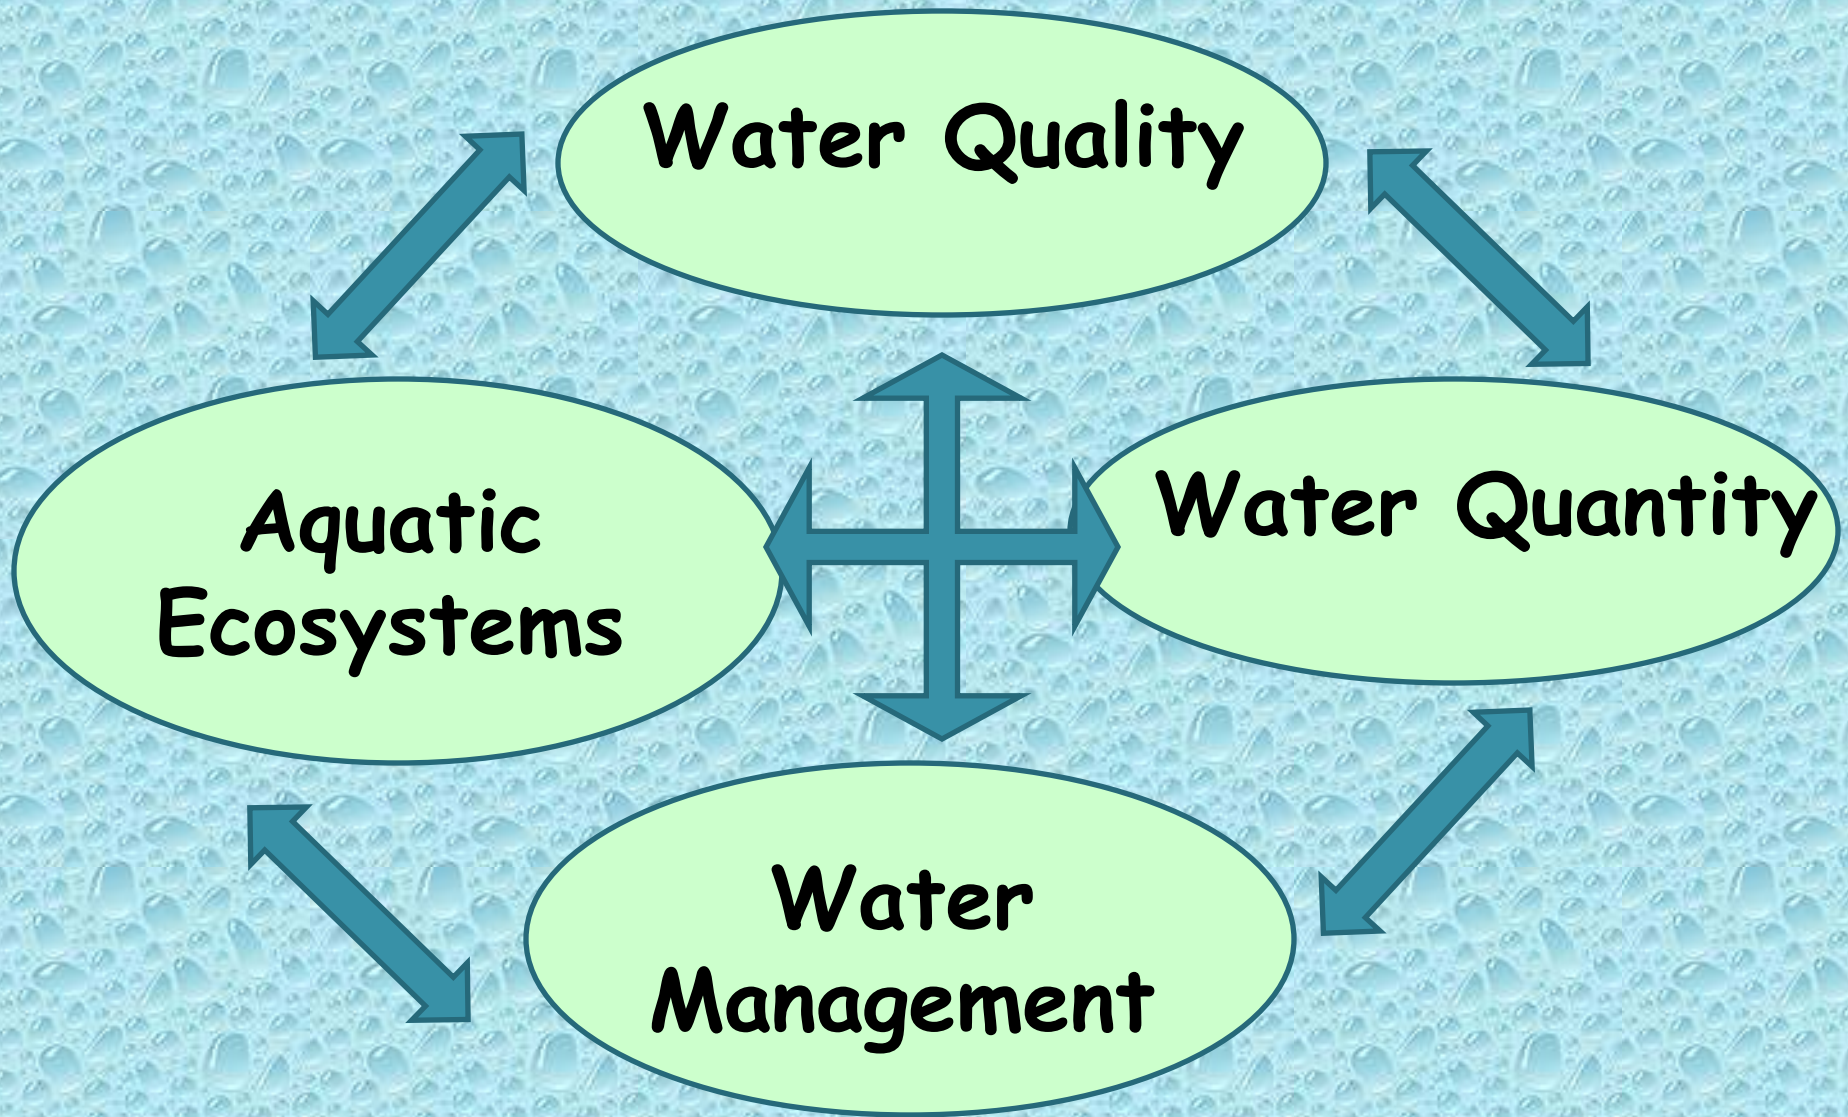 Water Quality
Aquatic
Ecosystems
Water Quantity
Water
Management